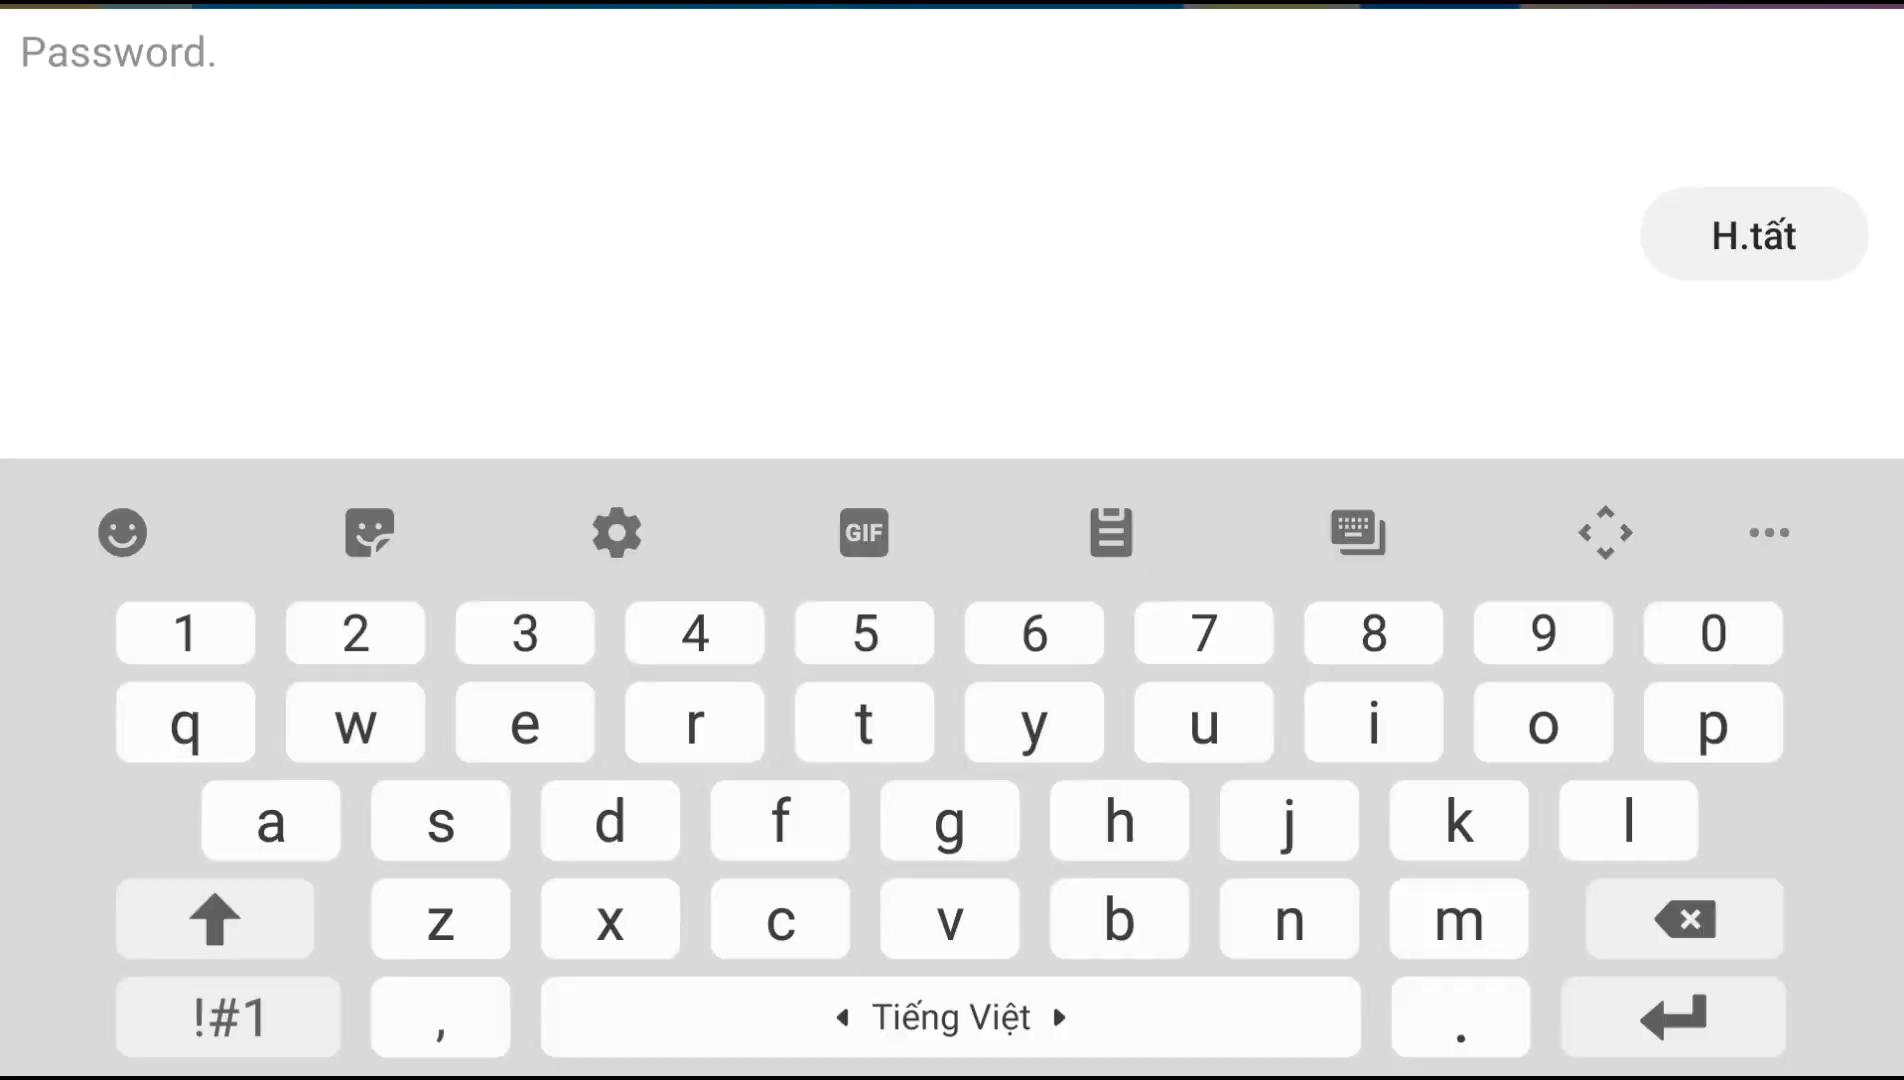 Password.
H.tất
GIF
1 2 3 4 5 6 7 8 9 0
q w e r t y u i o p
a s d f g h j k l
z x c v b n m
!#1 , Tiếng Việt .